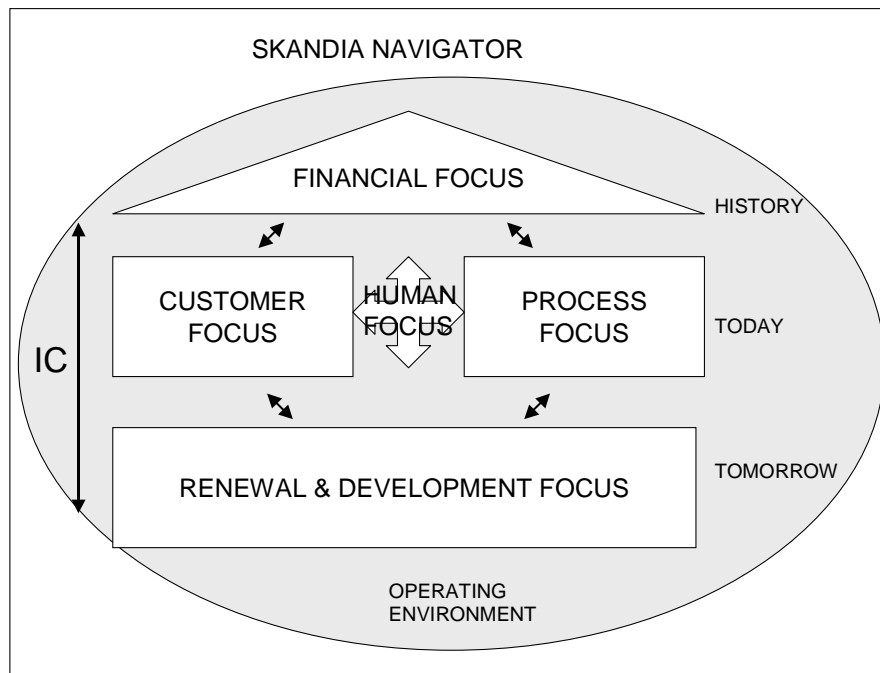 SKANDIA NAVIGATOR
FINANCIAL FOCUS
HISTORY
CUSTOMER
FOCUS
HUMAN
FOCUS
PROCESS
FOCUS
TODAY
IC
RENEWAL & DEVELOPMENT FOCUS
TOMORROW
OPERATING
ENVIRONMENT